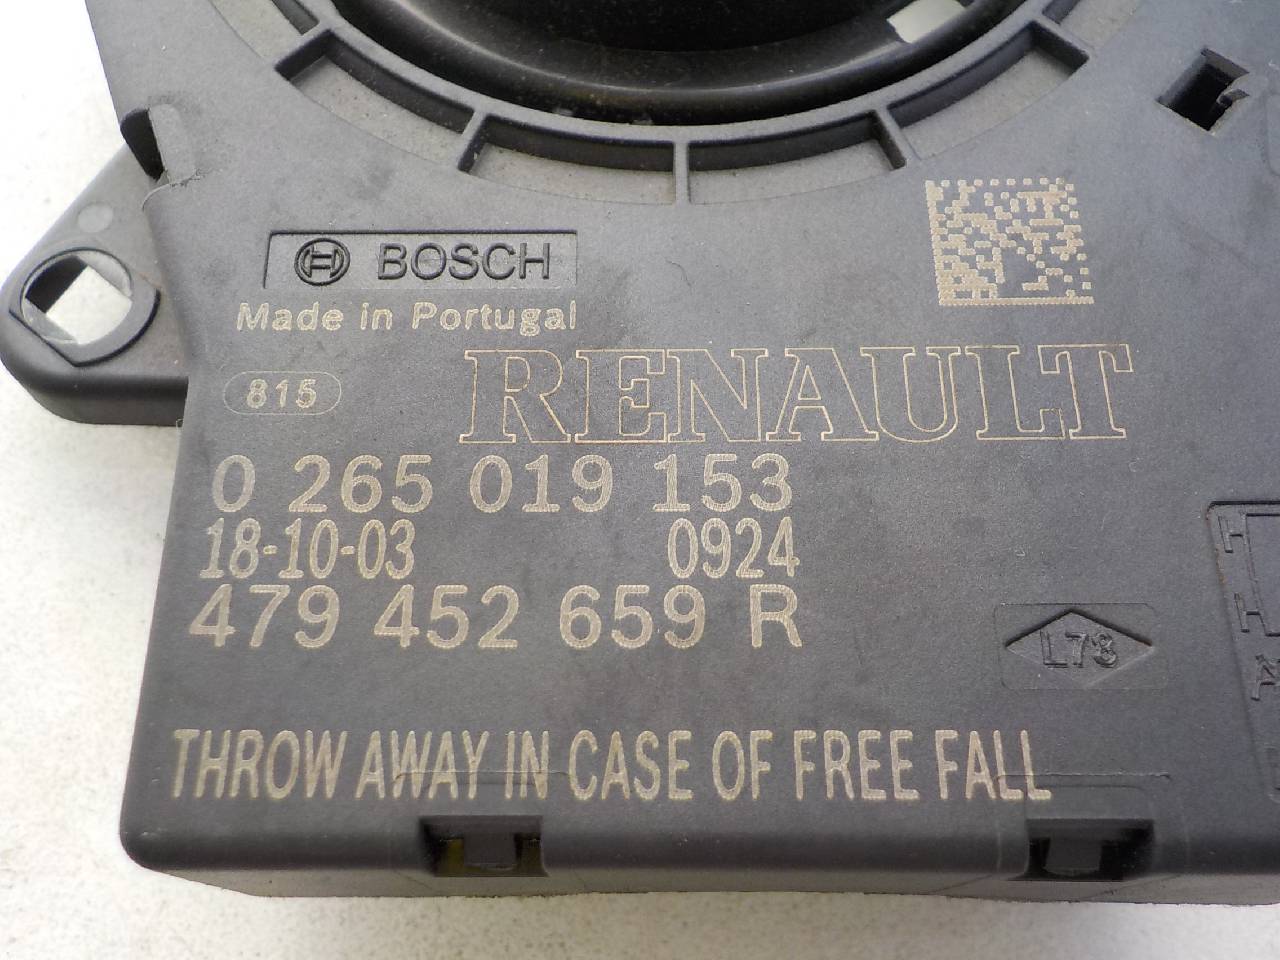 BOSCH
Made in Portugal
815
RENAULT
0 265 019 153
18-10-03 0924
479 452 659 R
L73
THROW AWAY IN CASE OF FREE FALL